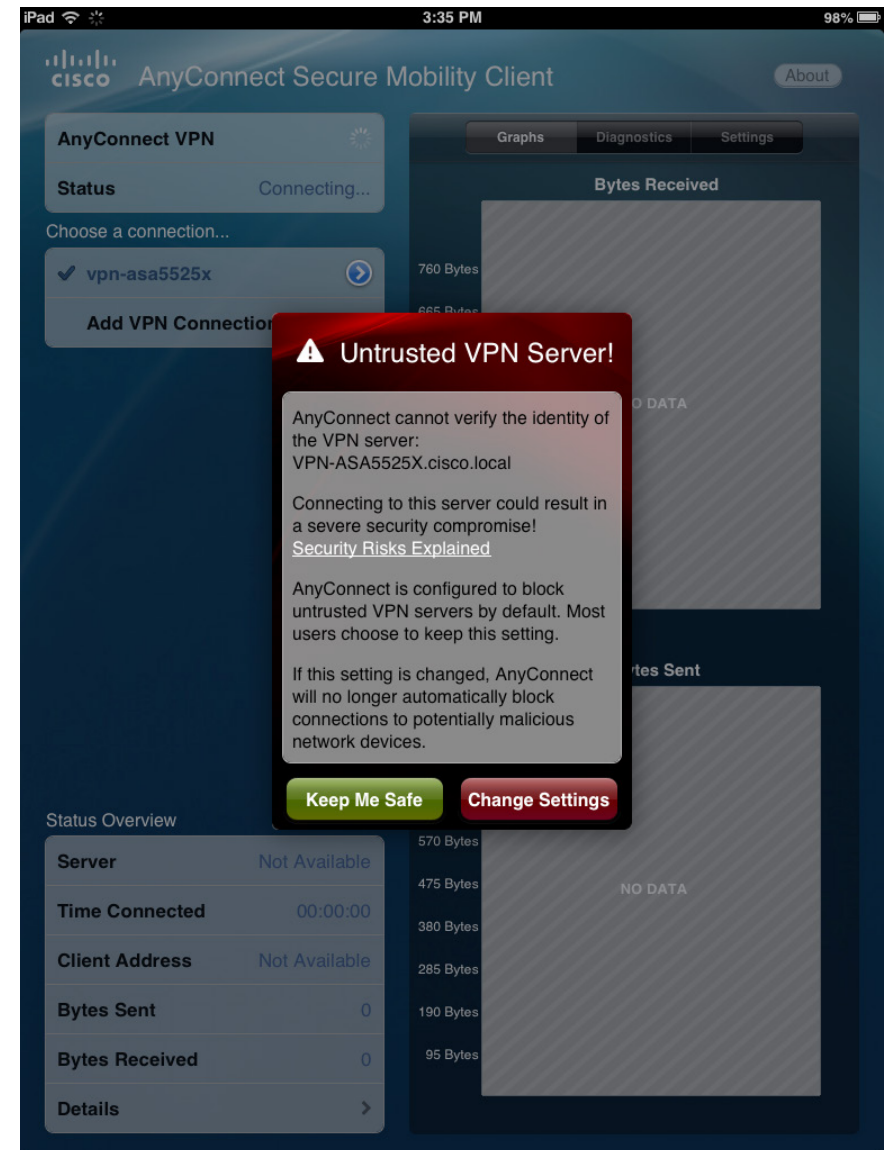 iPad 3:35 PM 98%
cisco AnyConnect Secure Mobility Client About
AnyConnect VPN
Status Connecting...
Choose a connection...
vpn-asa5525x
Add VPN Connection
Graphs Diagnostics Settings
Bytes Received
760 Bytes
665 Bytes
O DATA
Untrusted VPN Server!
AnyConnect cannot verify the identity of
the VPN server:
VPN-ASA5525X.cisco.local
Connecting to this server could result in
a severe security compromise!
Security Risks Explained
AnyConnect is configured to block
untrusted VPN servers by default. Most
users choose to keep this setting.
If this setting is changed, AnyConnect
will no longer automatically block
connections to potentially malicious
network devices.
Keep Me Safe Change Settings
ytes Sent
570 Bytes
475 Bytes
NO DATA
380 Bytes
285 Bytes
190 Bytes
95 Bytes
Status Overview
Server Not Available
Time Connected 00:00:00
Client Address Not Available
Bytes Sent 0
Bytes Received 0
Details